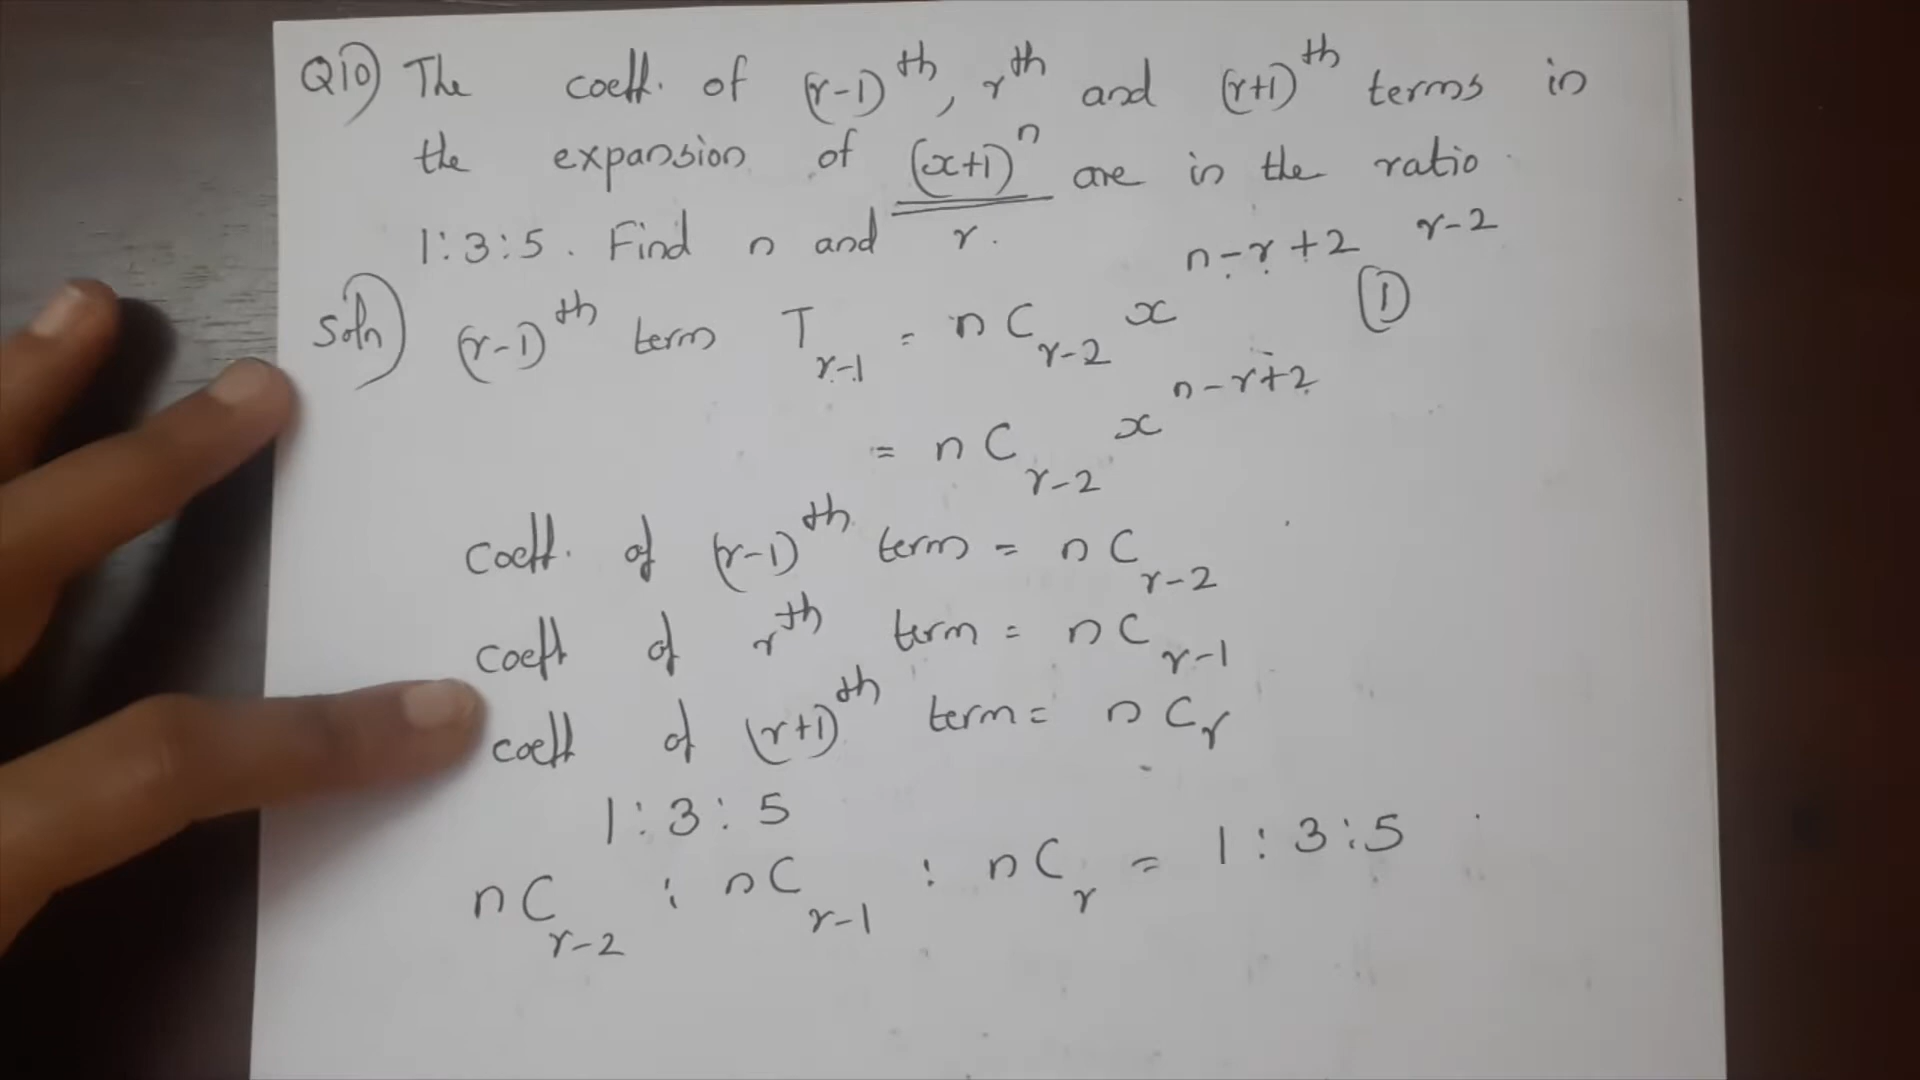 Q10) The coeff. of (r-1)^th, r^th and (r+1)^th terms in
the expansion of (x+1)^n are in the ratio
1:3:5. Find n and r.
Soln) (r-1)^th term T_{r-1} = nC_{r-2} x^{n-r+2} (1)^{r-2}
= nC_{r-2} x^{n-r+2}
Coeff. of (r-1)^th term = nC_{r-2}
Coeff of r^th term = nC_{r-1}
coeff of (r+1)^th term = nC_r
1:3:5
nC_{r-2} : nC_{r-1} : nC_r = 1:3:5